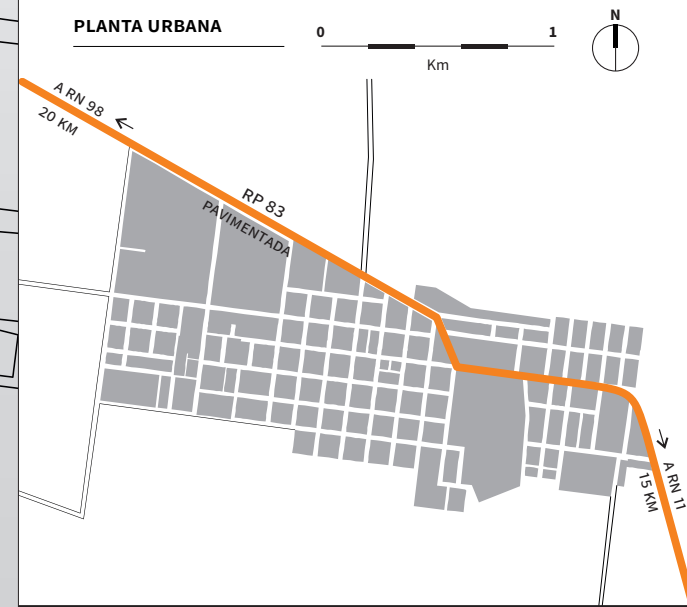 PLANTA URBANA
0
1
Km
N
A RN 98
20 KM
RP 83
PAVIMENTADA
A RN 11
15 KM